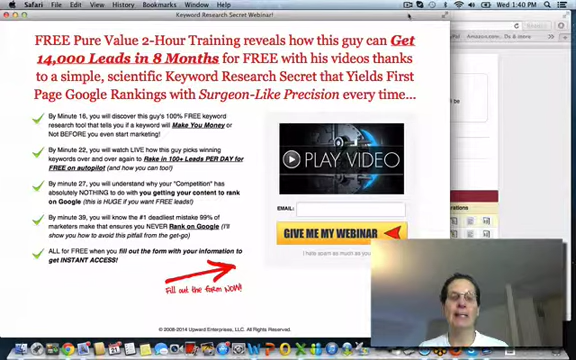 Safari File Edit View History Bookmarks Window Help
Wed 1:40 PM
Keyword Research Secret Webinar!
FREE Pure Value 2-Hour Training reveals how this guy can Get
14,000 Leads in 8 Months for FREE with his videos thanks
to a simple, scientific Keyword Research Secret that Yields First
Page Google Rankings with Surgeon-Like Precision every time...
By Minute 16, you will discover this guy's 100% FREE keyword
research tool that tells you if a keyword will Make You Money or
Not BEFORE you even start marketing!
By Minute 22, you will watch LIVE how this guy picks winning
keywords over and over again to Rake in 100+ Leads PER DAY for
FREE on autopilot (and how you can too!)
By minute 27, you will understand why your "Competition" has
absolutely NOTHING to do with you getting your content to rank
on Google (this is HUGE if you want FREE leads!)
By Minute 39, you will know the #1 deadliest mistake 99% of
marketers make that ensures you NEVER Rank on Google (I'll
show you how to avoid this pitfall from the get-go)
ALL for FREE when you fill out the form with your information to
get INSTANT ACCESS!
PLAY VIDEO
EMAIL:
GIVE ME MY WEBINAR
I hate spam as much as you
Fill out the form NOW!
© 2008-2014 Upward Enterprises, LLC. All Rights Reserved.